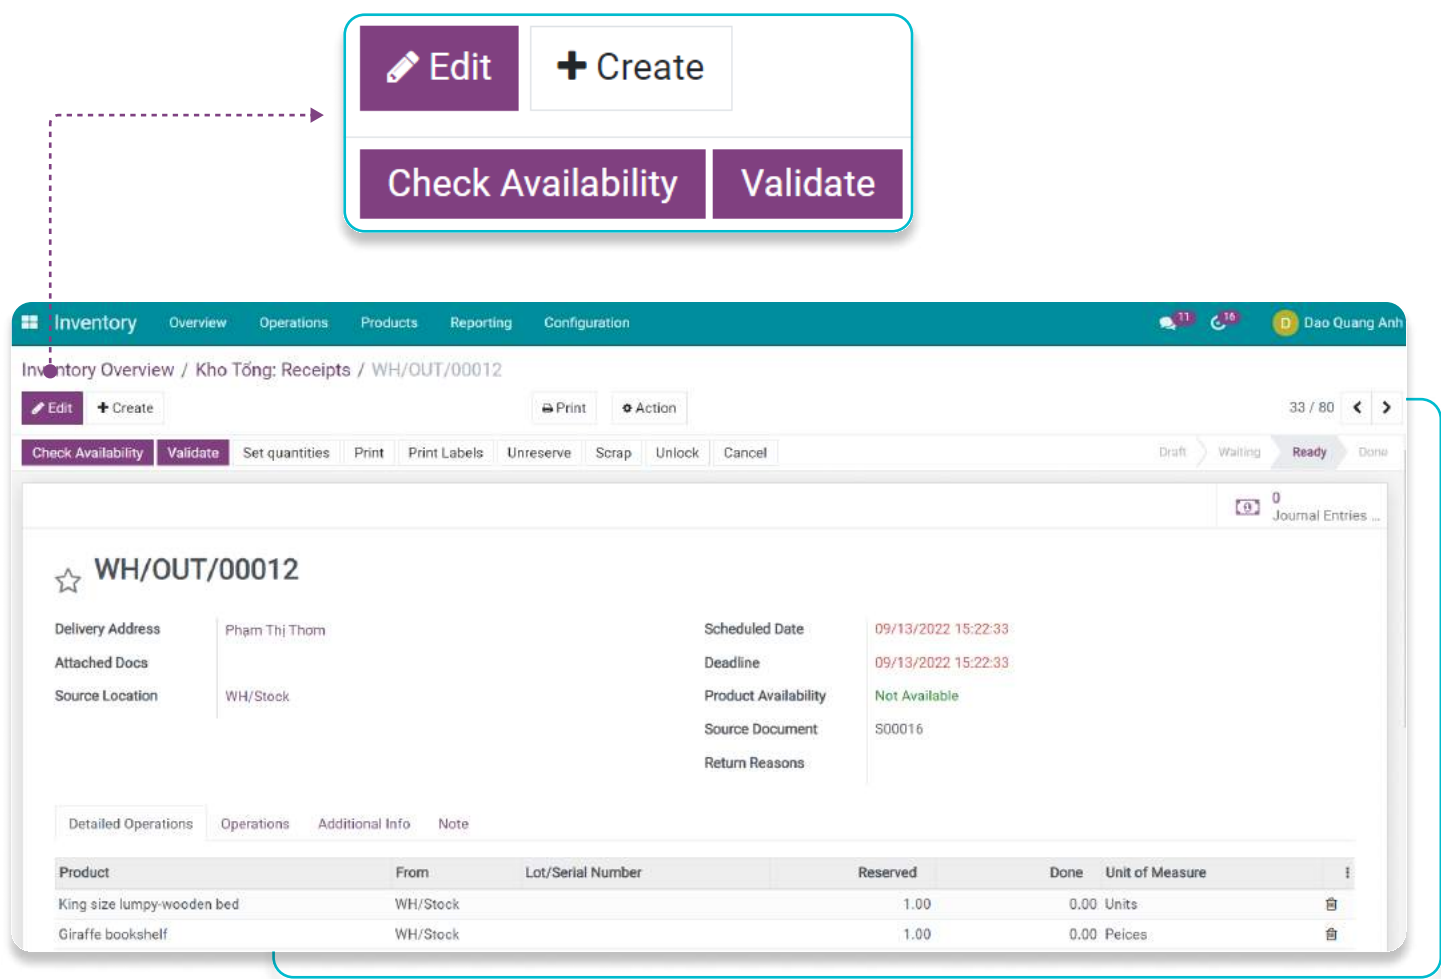 Edit Create
Check Availability Validate
Inventory Overview Operations Products Reporting Configuration 11 16 D Dao Quang Anh
Inventory Overview / Kho Tổng: Receipts / WH/OUT/00012
Edit Create Print Action 33 / 80
Check Availability Validate Set quantities Print Print Labels Unreserve Scrap Unlock Cancel Draft Waiting Ready Done
0
Journal Entries ...
WH/OUT/00012
Delivery Address Phạm Thị Thơm Scheduled Date 09/13/2022 15:22:33
Attached Docs Deadline 09/13/2022 15:22:33
Source Location WH/Stock Product Availability Not Available
Source Document S00016
Return Reasons
Detailed Operations Operations Additional Info Note
Product From Lot/Serial Number Reserved Done Unit of Measure
King size lumpy-wooden bed WH/Stock 1.00 0.00 Units
Giraffe bookshelf WH/Stock 1.00 0.00 Peices